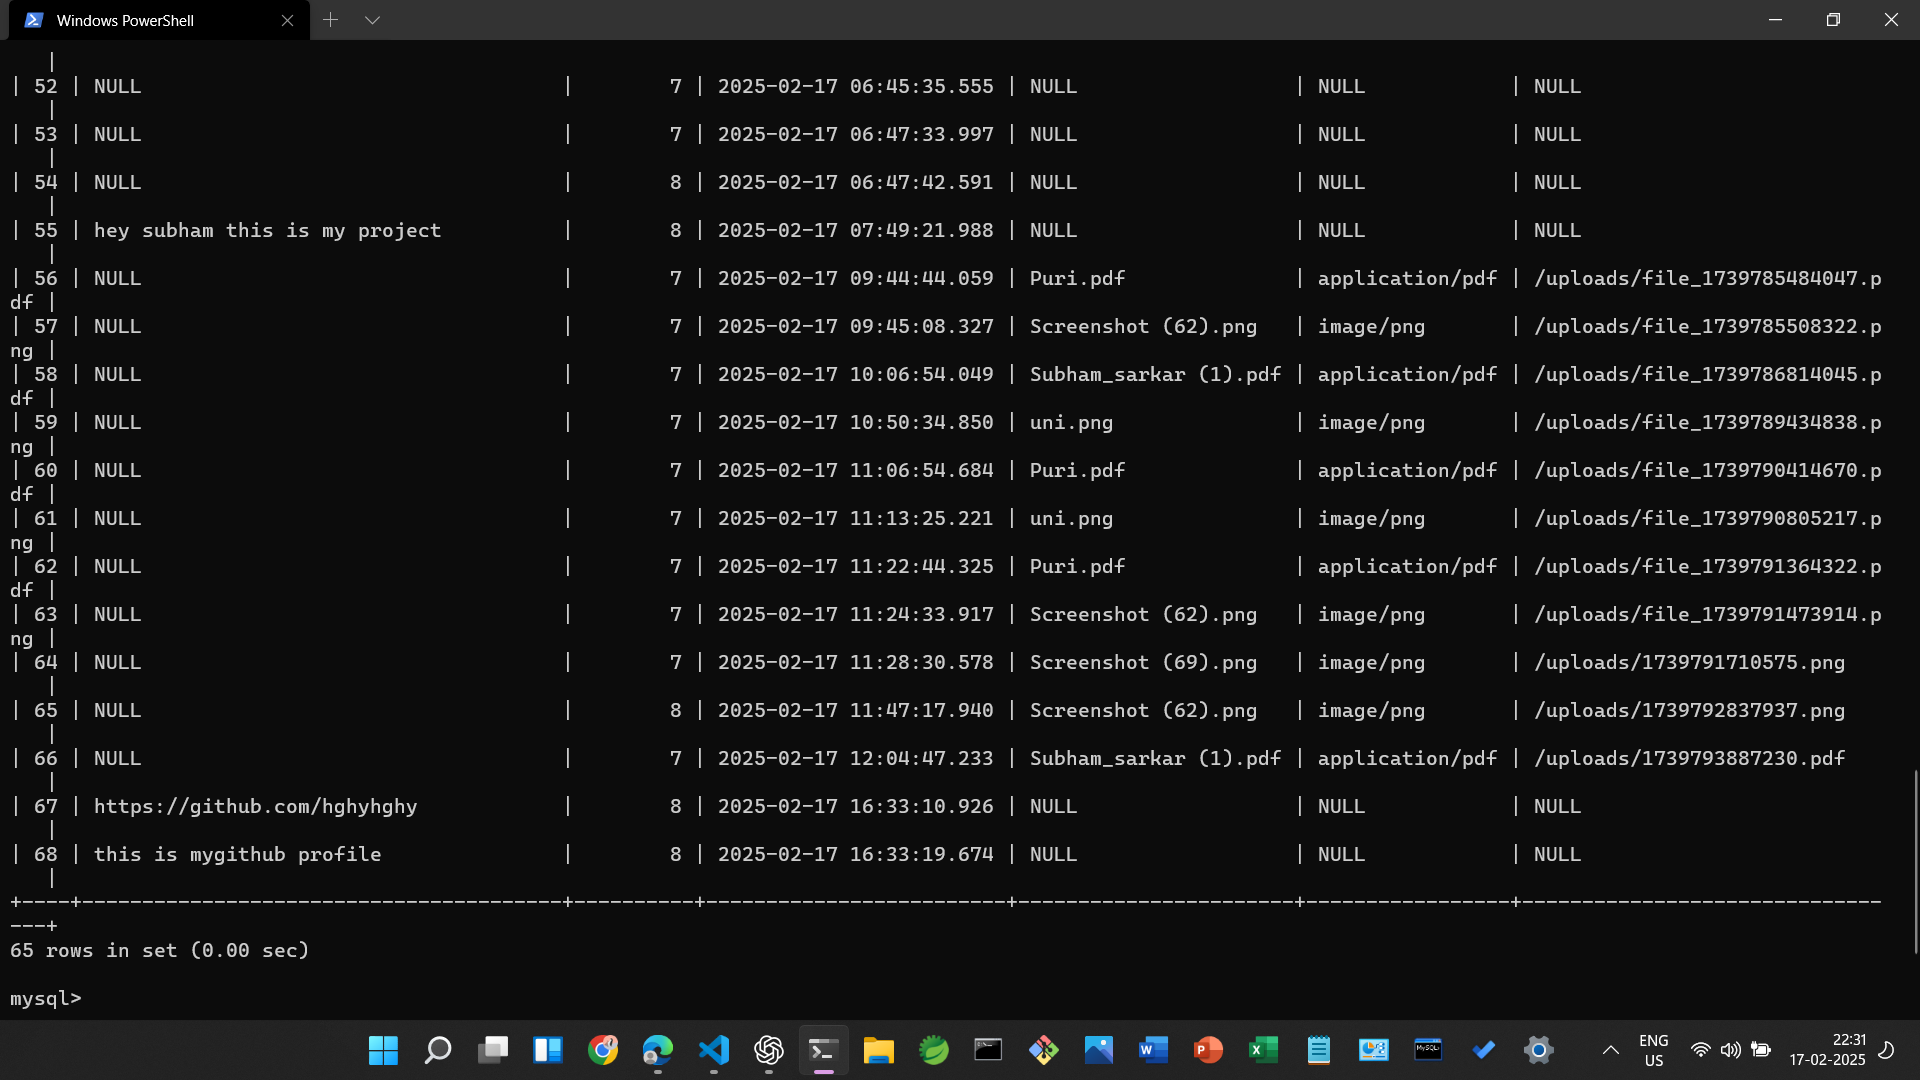 Windows PowerShell
|
| 52 | NULL | 7 | 2025-02-17 06:45:35.555 | NULL | NULL | NULL
|
| 53 | NULL | 7 | 2025-02-17 06:47:33.997 | NULL | NULL | NULL
|
| 54 | NULL | 8 | 2025-02-17 06:47:42.591 | NULL | NULL | NULL
|
| 55 | hey subham this is my project | 8 | 2025-02-17 07:49:21.988 | NULL | NULL | NULL
|
| 56 | NULL | 7 | 2025-02-17 09:44:44.059 | Puri.pdf | application/pdf | /uploads/file_1739785484047.p
df |
| 57 | NULL | 7 | 2025-02-17 09:45:08.327 | Screenshot (62).png | image/png | /uploads/file_1739785508322.p
ng |
| 58 | NULL | 7 | 2025-02-17 10:06:54.049 | Subham_sarkar (1).pdf | application/pdf | /uploads/file_1739786814045.p
df |
| 59 | NULL | 7 | 2025-02-17 10:50:34.850 | uni.png | image/png | /uploads/file_1739789434838.p
ng |
| 60 | NULL | 7 | 2025-02-17 11:06:54.684 | Puri.pdf | application/pdf | /uploads/file_1739790414670.p
df |
| 61 | NULL | 7 | 2025-02-17 11:13:25.221 | uni.png | image/png | /uploads/file_1739790805217.p
ng |
| 62 | NULL | 7 | 2025-02-17 11:22:44.325 | Puri.pdf | application/pdf | /uploads/file_1739791364322.p
df |
| 63 | NULL | 7 | 2025-02-17 11:24:33.917 | Screenshot (62).png | image/png | /uploads/file_1739791473914.p
ng |
| 64 | NULL | 7 | 2025-02-17 11:28:30.578 | Screenshot (69).png | image/png | /uploads/1739791710575.png
|
| 65 | NULL | 8 | 2025-02-17 11:47:17.940 | Screenshot (62).png | image/png | /uploads/1739792837937.png
|
| 66 | NULL | 7 | 2025-02-17 12:04:47.233 | Subham_sarkar (1).pdf | application/pdf | /uploads/1739793887230.pdf
|
| 67 | https://github.com/hghyhghy | 8 | 2025-02-17 16:33:10.926 | NULL | NULL | NULL
|
| 68 | this is mygithub profile | 8 | 2025-02-17 16:33:19.674 | NULL | NULL | NULL
|
+----+----------------------------------------+----------+-------------------------+-----------------------+-----------------+------------------------------
---+
65 rows in set (0.00 sec)
mysql>
ENG
US
22:31
17-02-2025